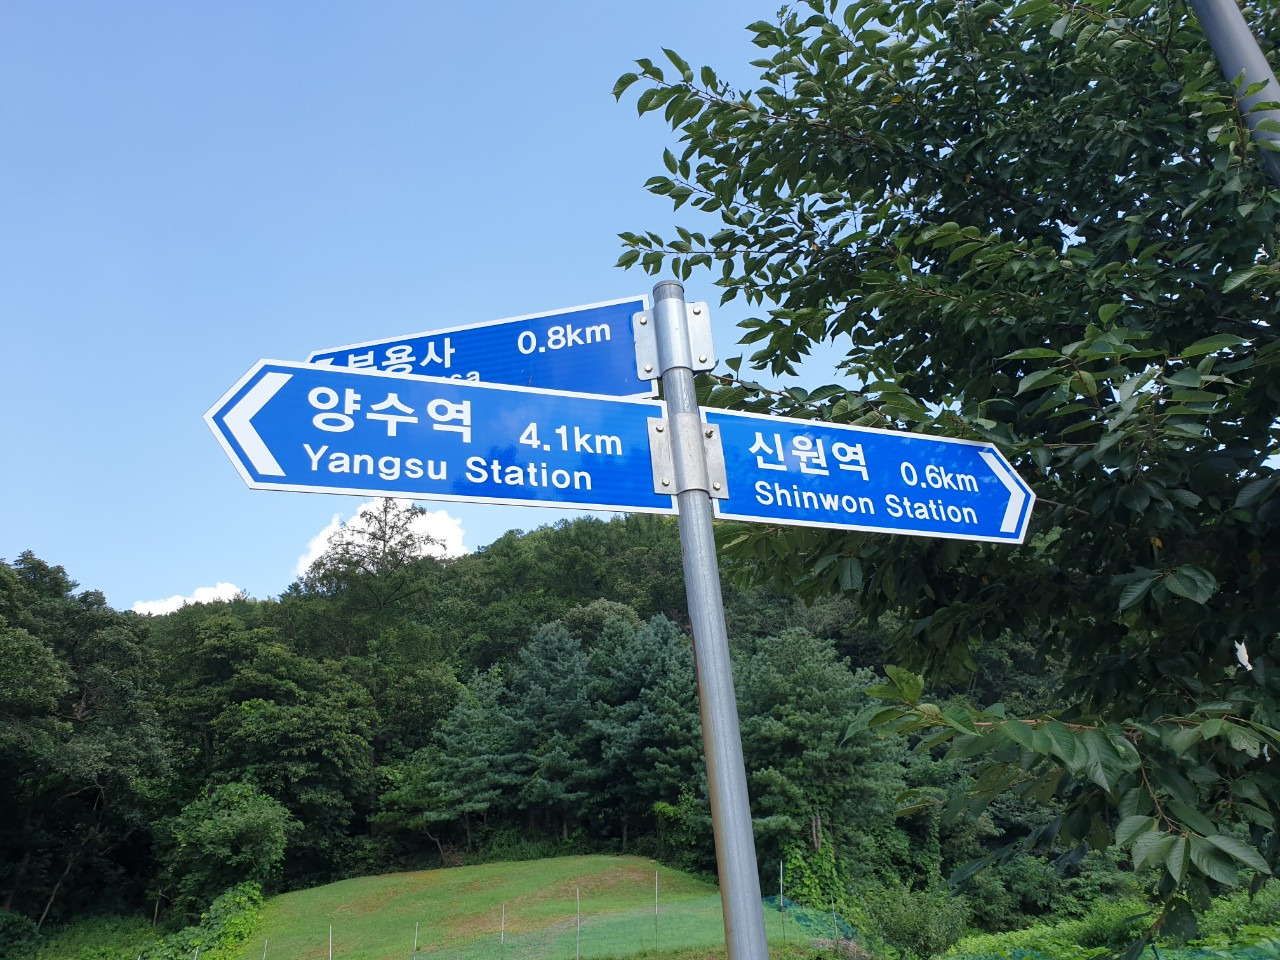 부용사 0.8km
양수역 4.1km
Yangsu Station
신원역 0.6km
Shinwon Station